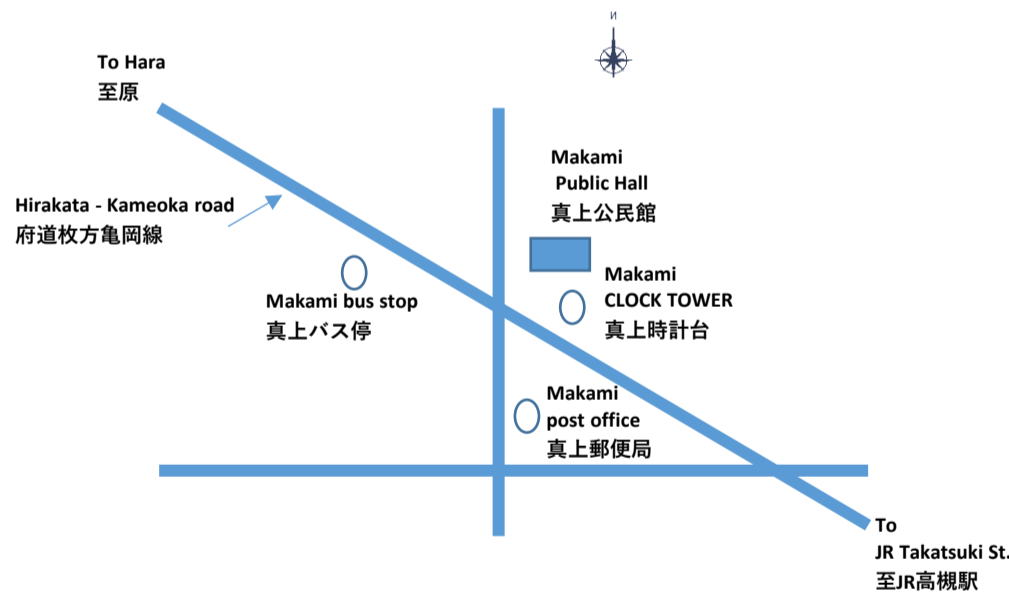 И
To Hara
至原
Makami
Public Hall
真上公民館
Hirakata - Kameoka road
府道枚方亀岡線
Makami
CLOCK TOWER
真上時計台
Makami bus stop
真上バス停
Makami
post office
真上郵便局
To
JR Takatsuki St.
至JR高槻駅